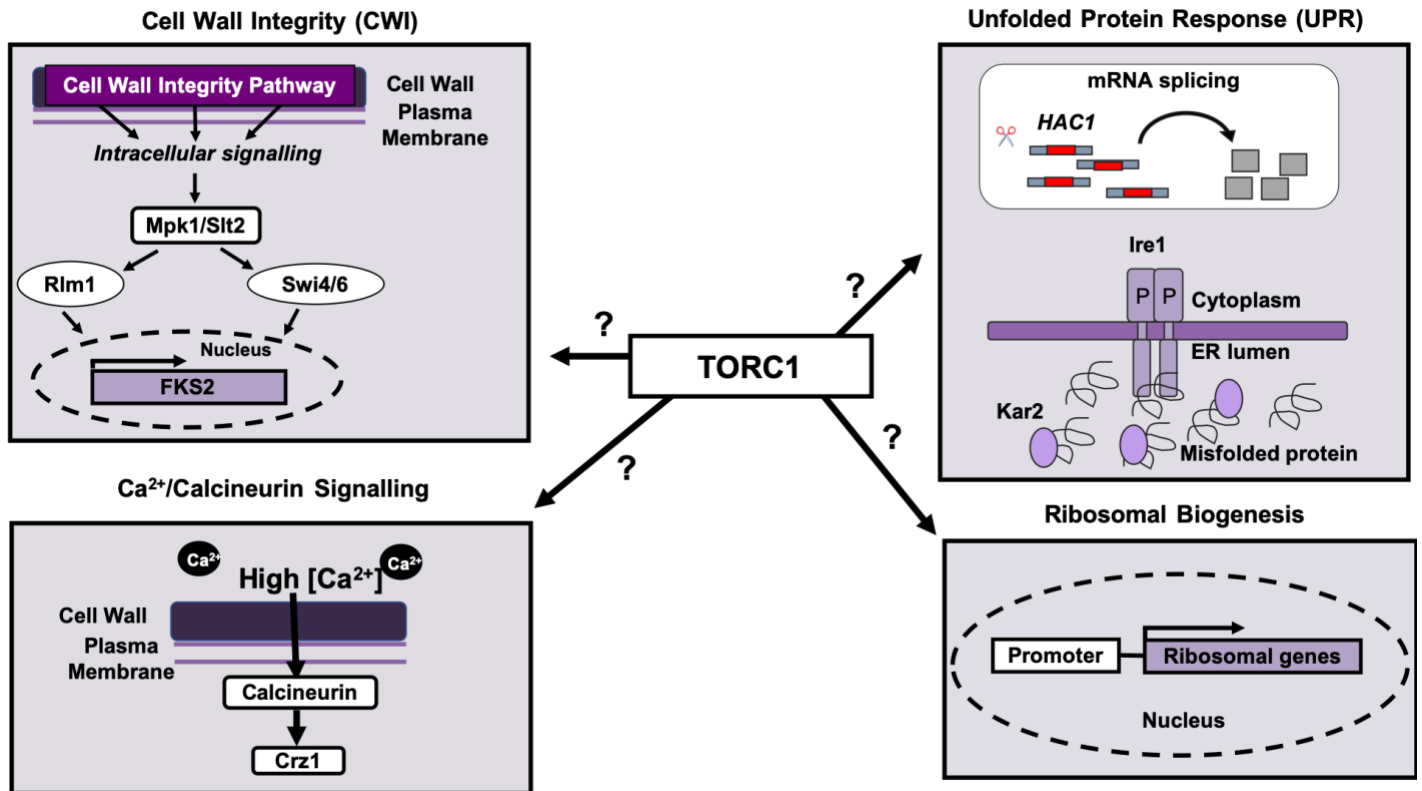 Cell Wall Integrity (CWI)
Cell Wall Integrity Pathway
Cell Wall
Plasma
Membrane
Intracellular signalling
Mpk1/Slt2
Rlm1
Swi4/6
Nucleus
FKS2
Unfolded Protein Response (UPR)
mRNA splicing
HAC1
Ire1
P P
Cytoplasm
ER lumen
Kar2
Misfolded protein
?
?
TORC1
?
?
Ca²⁺/Calcineurin Signalling
Ca²⁺
Ca²⁺
High [Ca²⁺]
Cell Wall
Plasma
Membrane
Calcineurin
Crz1
Ribosomal Biogenesis
Promoter
Ribosomal genes
Nucleus